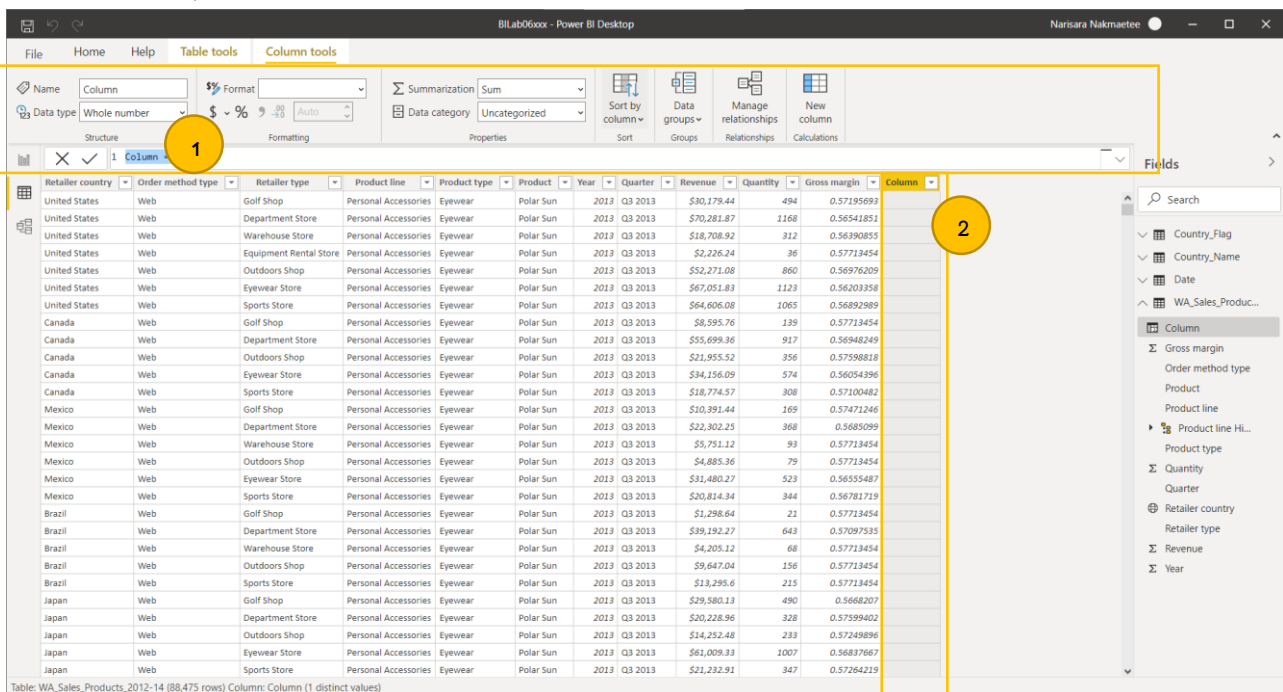 BILab06xxx - Power BI Desktop
Narisara Nakmaetee
File Home Help Table tools Column tools
Name Column
Data type Whole number
Structure
$% Format
$ % 9 Auto
Formatting
Summarization Sum
Data category Uncategorized
Properties
Sort by column
Sort
Data groups
Groups
Manage relationships
Relationships
New column
Calculations
1
1 Column =
Fields
Search
Country_Flag
Country_Name
Date
WA_Sales_Produc...
Column
Gross margin
Order method type
Product
Product line
Product line Hi...
Product type
Quantity
Quarter
Retailer country
Retailer type
Revenue
Year
2
Retailer country Order method type Retailer type Product line Product type Product Year Quarter Revenue Quantity Gross margin Column
United States Web Golf Shop Personal Accessories Eyewear Polar Sun 2013 Q3 2013 $30,179.44 494 0.57195693
United States Web Department Store Personal Accessories Eyewear Polar Sun 2013 Q3 2013 $70,281.87 1168 0.56541851
United States Web Warehouse Store Personal Accessories Eyewear Polar Sun 2013 Q3 2013 $18,708.92 312 0.56390855
United States Web Equipment Rental Store Personal Accessories Eyewear Polar Sun 2013 Q3 2013 $2,226.24 36 0.57713454
United States Web Outdoors Shop Personal Accessories Eyewear Polar Sun 2013 Q3 2013 $52,271.08 860 0.56976209
United States Web Eyewear Store Personal Accessories Eyewear Polar Sun 2013 Q3 2013 $67,051.83 1123 0.56203358
United States Web Sports Store Personal Accessories Eyewear Polar Sun 2013 Q3 2013 $64,606.08 1065 0.56892989
Canada Web Golf Shop Personal Accessories Eyewear Polar Sun 2013 Q3 2013 $8,595.76 139 0.57713454
Canada Web Department Store Personal Accessories Eyewear Polar Sun 2013 Q3 2013 $55,699.36 917 0.56948249
Canada Web Outdoors Shop Personal Accessories Eyewear Polar Sun 2013 Q3 2013 $21,955.52 356 0.57598818
Canada Web Eyewear Store Personal Accessories Eyewear Polar Sun 2013 Q3 2013 $34,156.09 574 0.56054396
Canada Web Sports Store Personal Accessories Eyewear Polar Sun 2013 Q3 2013 $18,774.57 308 0.57100482
Mexico Web Golf Shop Personal Accessories Eyewear Polar Sun 2013 Q3 2013 $10,391.44 169 0.57471246
Mexico Web Department Store Personal Accessories Eyewear Polar Sun 2013 Q3 2013 $22,302.25 368 0.5685099
Mexico Web Warehouse Store Personal Accessories Eyewear Polar Sun 2013 Q3 2013 $5,751.12 93 0.57713454
Mexico Web Outdoors Shop Personal Accessories Eyewear Polar Sun 2013 Q3 2013 $4,885.36 79 0.57713454
Mexico Web Eyewear Store Personal Accessories Eyewear Polar Sun 2013 Q3 2013 $31,480.27 523 0.56555487
Mexico Web Sports Store Personal Accessories Eyewear Polar Sun 2013 Q3 2013 $20,814.34 344 0.56781719
Brazil Web Golf Shop Personal Accessories Eyewear Polar Sun 2013 Q3 2013 $1,298.64 21 0.57713454
Brazil Web Department Store Personal Accessories Eyewear Polar Sun 2013 Q3 2013 $39,192.27 643 0.57097535
Brazil Web Warehouse Store Personal Accessories Eyewear Polar Sun 2013 Q3 2013 $4,205.12 68 0.57713454
Brazil Web Outdoors Shop Personal Accessories Eyewear Polar Sun 2013 Q3 2013 $9,647.04 156 0.57713454
Brazil Web Sports Store Personal Accessories Eyewear Polar Sun 2013 Q3 2013 $13,295.6 215 0.57713454
Japan Web Golf Shop Personal Accessories Eyewear Polar Sun 2013 Q3 2013 $29,580.13 490 0.5668207
Japan Web Department Store Personal Accessories Eyewear Polar Sun 2013 Q3 2013 $20,228.96 328 0.57599402
Japan Web Outdoors Shop Personal Accessories Eyewear Polar Sun 2013 Q3 2013 $14,252.48 233 0.57249896
Japan Web Eyewear Store Personal Accessories Eyewear Polar Sun 2013 Q3 2013 $61,009.33 1007 0.56837667
Japan Web Sports Store Personal Accessories Eyewear Polar Sun 2013 Q3 2013 $21,232.91 347 0.57264219
Table: WA_Sales_Products_2012-14 (88,475 rows) Column: Column (1 distinct values)